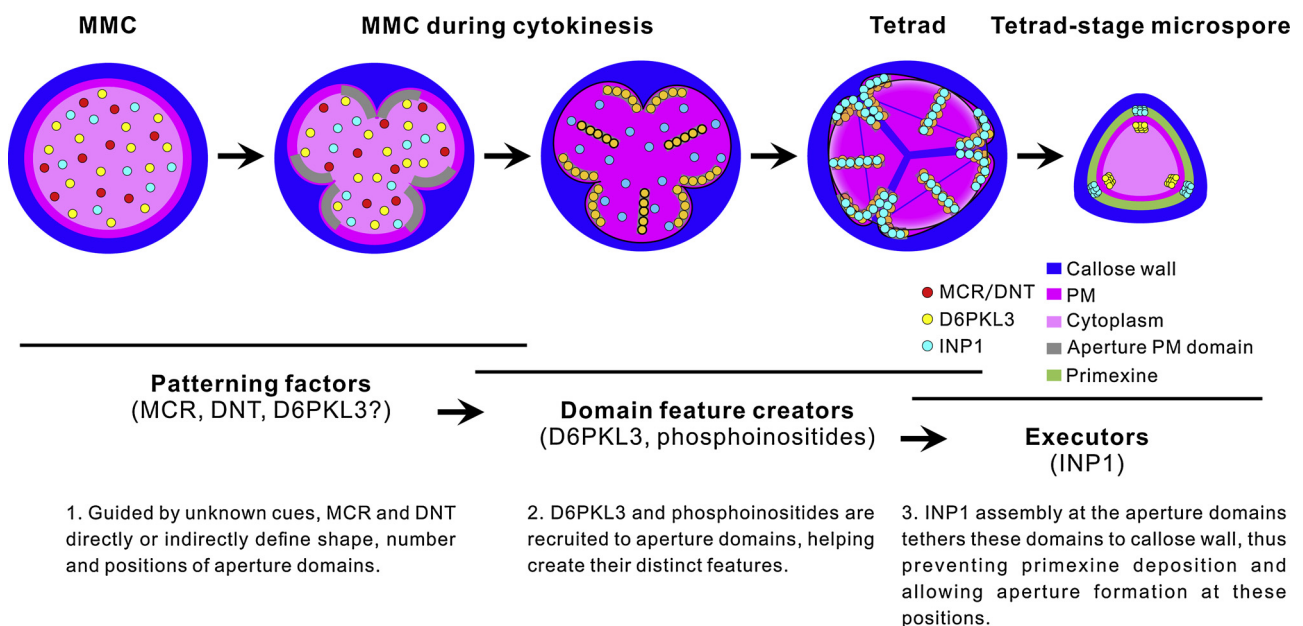 MMC
MMC during cytokinesis
Tetrad
Tetrad-stage microspore
MCR/DNT
D6PKL3
INP1
Callose wall
PM
Cytoplasm
Aperture PM domain
Primexine
Patterning factors
(MCR, DNT, D6PKL3?)
Domain feature creators
(D6PKL3, phosphoinositides)
Executors
(INP1)
1. Guided by unknown cues, MCR and DNT
directly or indirectly define shape, number
and positions of aperture domains.
2. D6PKL3 and phosphoinositides are
recruited to aperture domains, helping
create their distinct features.
3. INP1 assembly at the aperture domains
tethers these domains to callose wall, thus
preventing primexine deposition and
allowing aperture formation at these
positions.